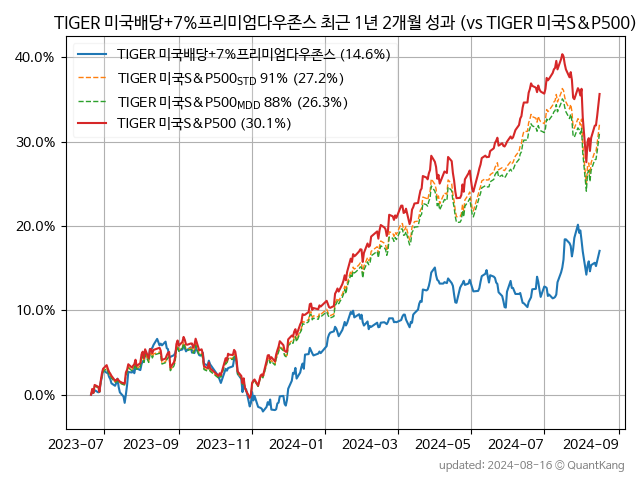 TIGER 미국배당+7%프리미엄다우존스 최근 1년 2개월 성과 (vs TIGER 미국S&P500)
TIGER 미국배당+7%프리미엄다우존스 (14.6%)
TIGER 미국S&P500STD 91% (27.2%)
TIGER 미국S&P500MDD 88% (26.3%)
TIGER 미국S&P500 (30.1%)
40.0%
30.0%
20.0%
10.0%
0.0%
2023-07 2023-09 2023-11 2024-01 2024-03 2024-05 2024-07 2024-09
updated: 2024-08-16 © QuantKang